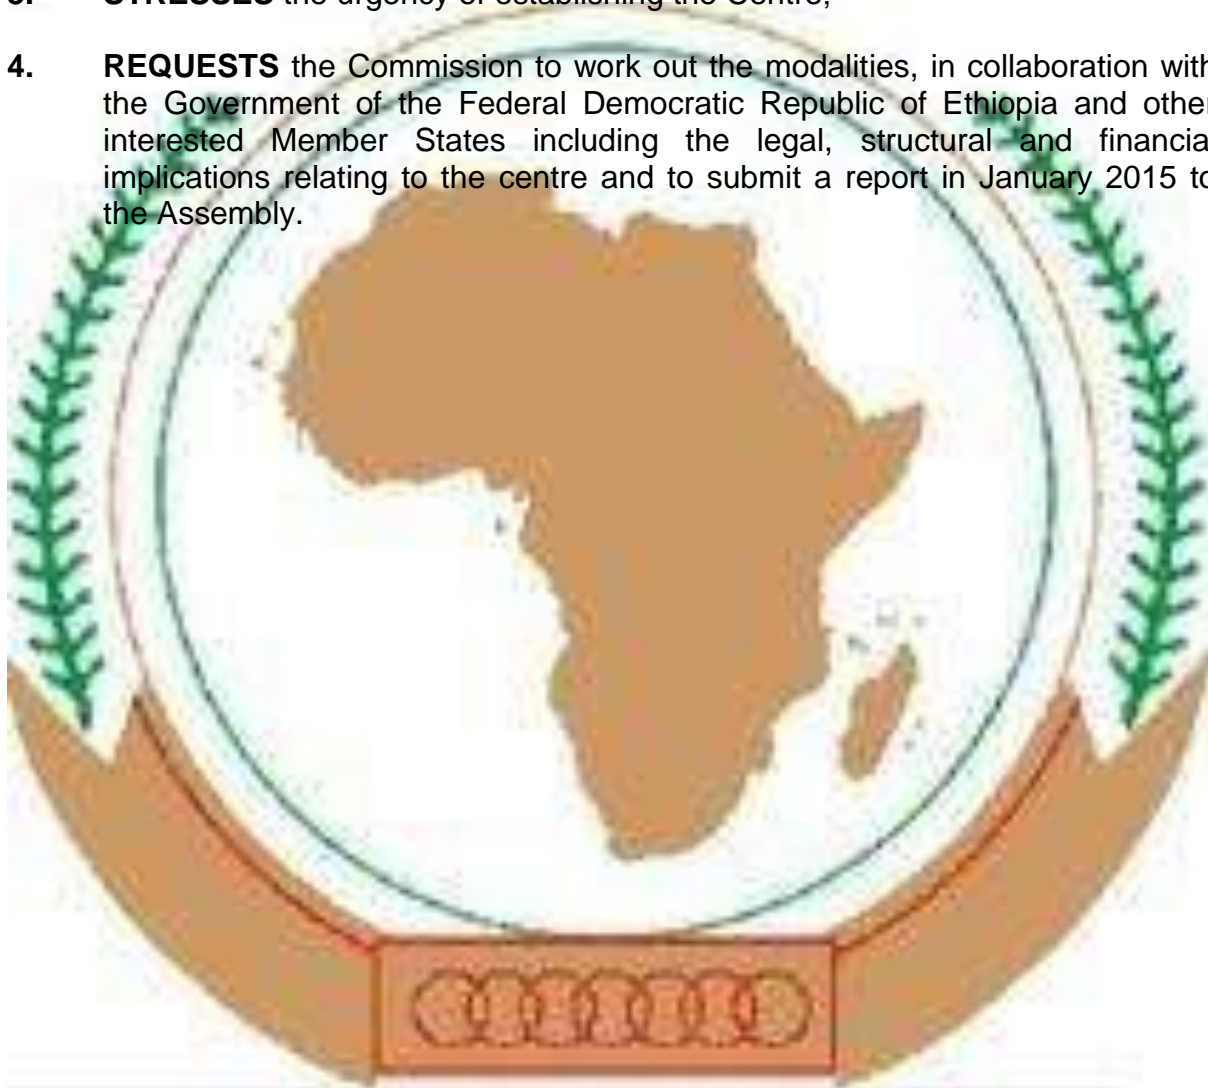 STRESSES the urgency of establishing the Centre;
4. REQUESTS the Commission to work out the modalities, in collaboration with
the Government of the Federal Democratic Republic of Ethiopia and other
interested Member States including the legal, structural and financial
implications relating to the centre and to submit a report in January 2015 to
the Assembly.